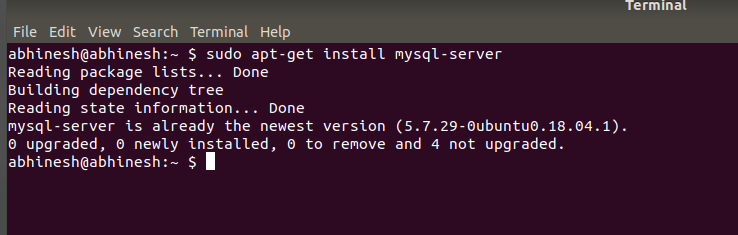 Terminal
File Edit View Search Terminal Help
abhinesh@abhinesh:~ $ sudo apt-get install mysql-server
Reading package lists... Done
Building dependency tree
Reading state information... Done
mysql-server is already the newest version (5.7.29-0ubuntu0.18.04.1).
0 upgraded, 0 newly installed, 0 to remove and 4 not upgraded.
abhinesh@abhinesh:~ $